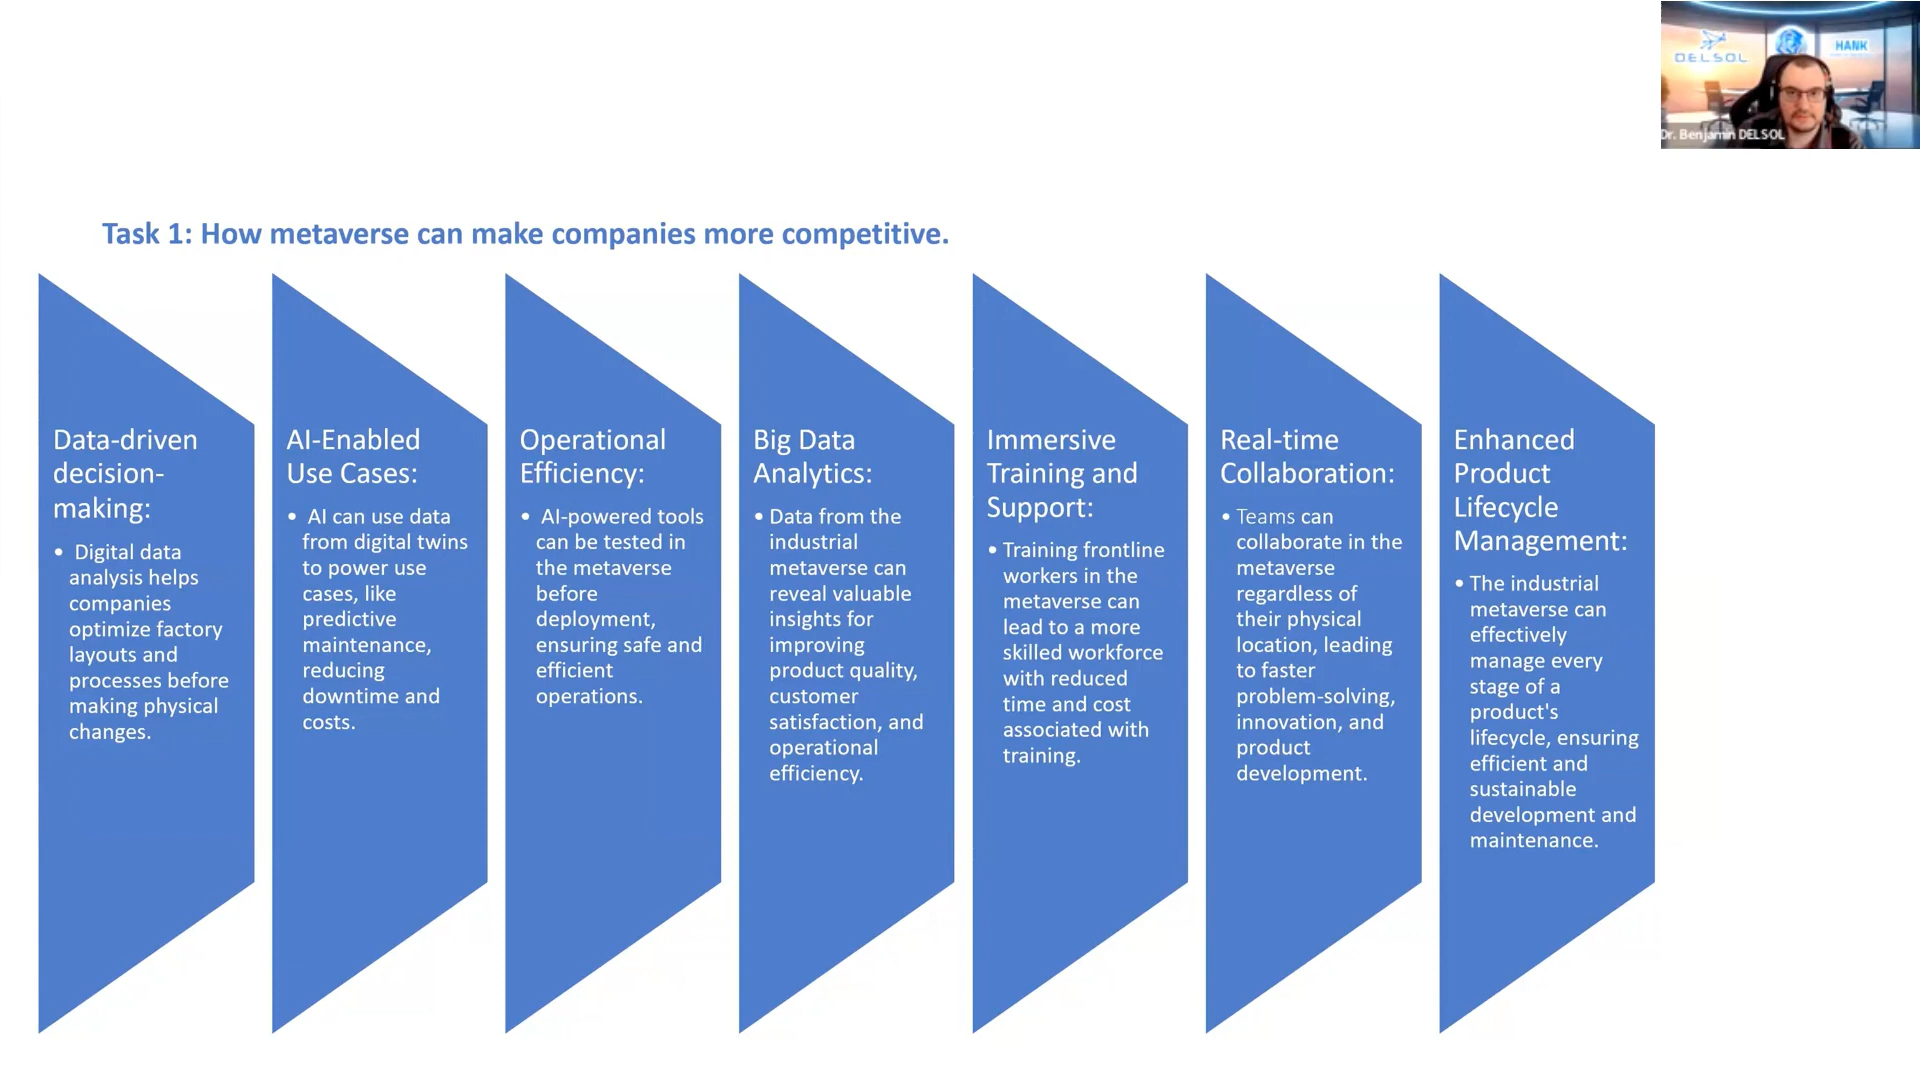 DELSOL
HANK
Dr. Benjamin DELSOL
Task 1: How metaverse can make companies more competitive.
Data-driven
decision-
making:
• Digital data
analysis helps
companies
optimize factory
layouts and
processes before
making physical
changes.
AI-Enabled
Use Cases:
• AI can use data
from digital twins
to power use
cases, like
predictive
maintenance,
reducing
downtime and
costs.
Operational
Efficiency:
• AI-powered tools
can be tested in
the metaverse
before
deployment,
ensuring safe and
efficient
operations.
Big Data
Analytics:
• Data from the
industrial
metaverse can
reveal valuable
insights for
improving
product quality,
customer
satisfaction, and
operational
efficiency.
Immersive
Training and
Support:
• Training frontline
workers in the
metaverse can
lead to a more
skilled workforce
with reduced
time and cost
associated with
training.
Real-time
Collaboration:
• Teams can
collaborate in the
metaverse
regardless of
their physical
location, leading
to faster
problem-solving,
innovation, and
product
development.
Enhanced
Product
Lifecycle
Management:
• The industrial
metaverse can
effectively
manage every
stage of a
product's
lifecycle, ensuring
efficient and
sustainable
development and
maintenance.